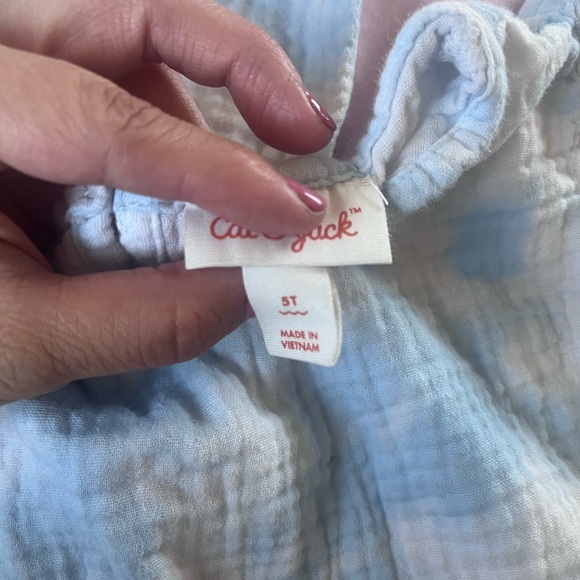 Cat & Jack™
5T
MADE IN
VIETNAM